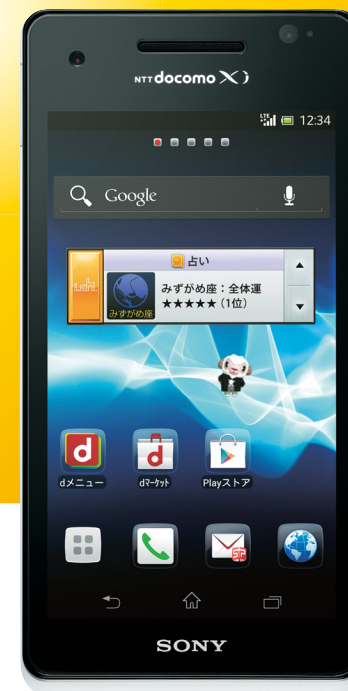 NTT docomo Xi
LTE 12:34
Google
占い
みずがめ座
みずがめ座：全体運
★★★★★ (1位)
dメニュー
dマーケット
Playストア
SONY